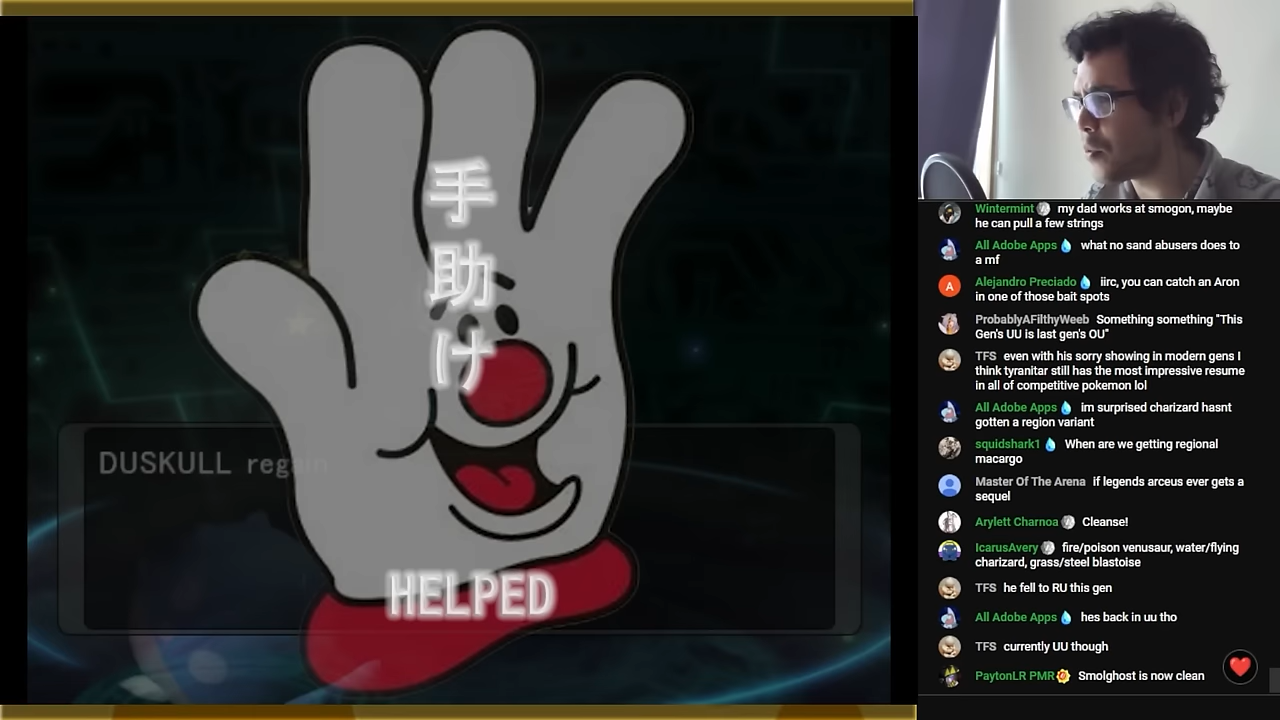 手助け
DUSKULL regain
HELPED
Wintermint my dad works at smogon, maybe
he can pull a few strings
All Adobe Apps what no sand abusers does to
a mf
A
Alejandro Preciado iirc, you can catch an Aron
in one of those bait spots
ProbablyAFilthyWeeb Something something "This
Gen's UU is last gen's OU"
TFS even with his sorry showing in modern gens I
think tyranitar still has the most impressive resume
in all of competitive pokemon lol
All Adobe Apps im surprised charizard hasnt
gotten a region variant
squidshark1 When are we getting regional
macargo
Master Of The Arena if legends arceus ever gets a
sequel
Arylett Charnoa Cleanse!
IcarusAvery fire/poison venusaur, water/flying
charizard, grass/steel blastoise
TFS he fell to RU this gen
All Adobe Apps hes back in uu tho
TFS currently UU though
PaytonLR PMR Smolghost is now clean